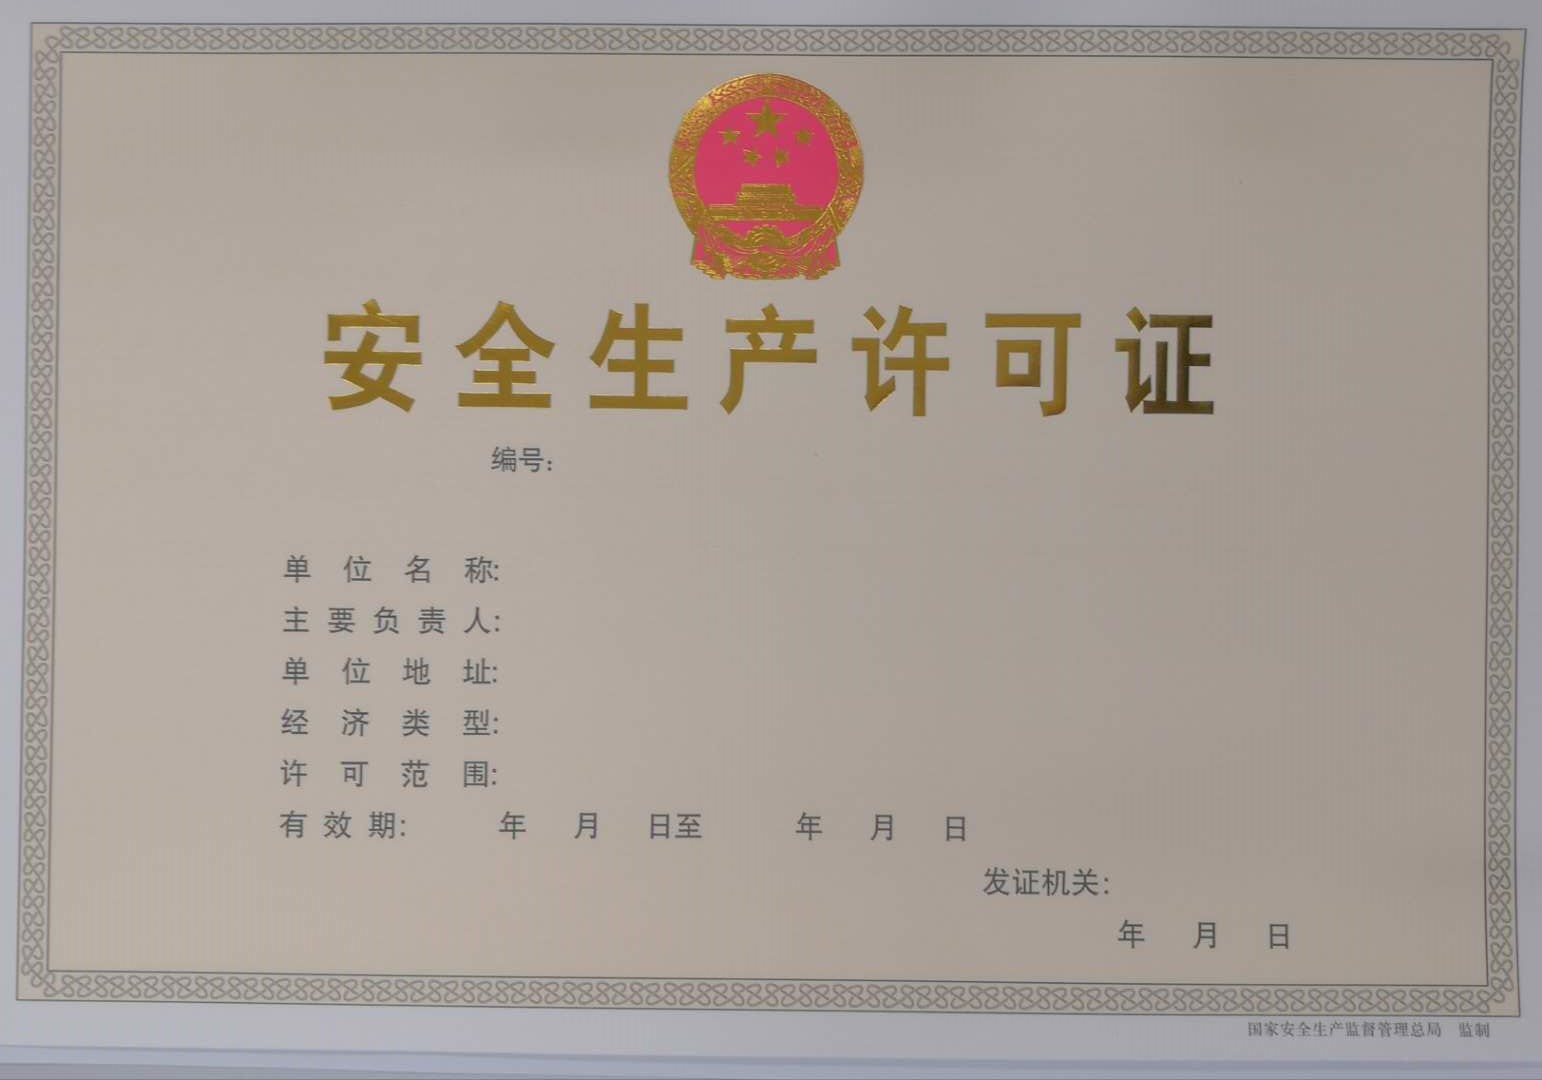 安全生产许可证
编号:
单位名称:
主要负责人:
单位地址:
经济类型:
许可范围:
有效期: 年 月 日至 年 月 日
发证机关:
年 月 日
国家安全生产监督管理总局 监制